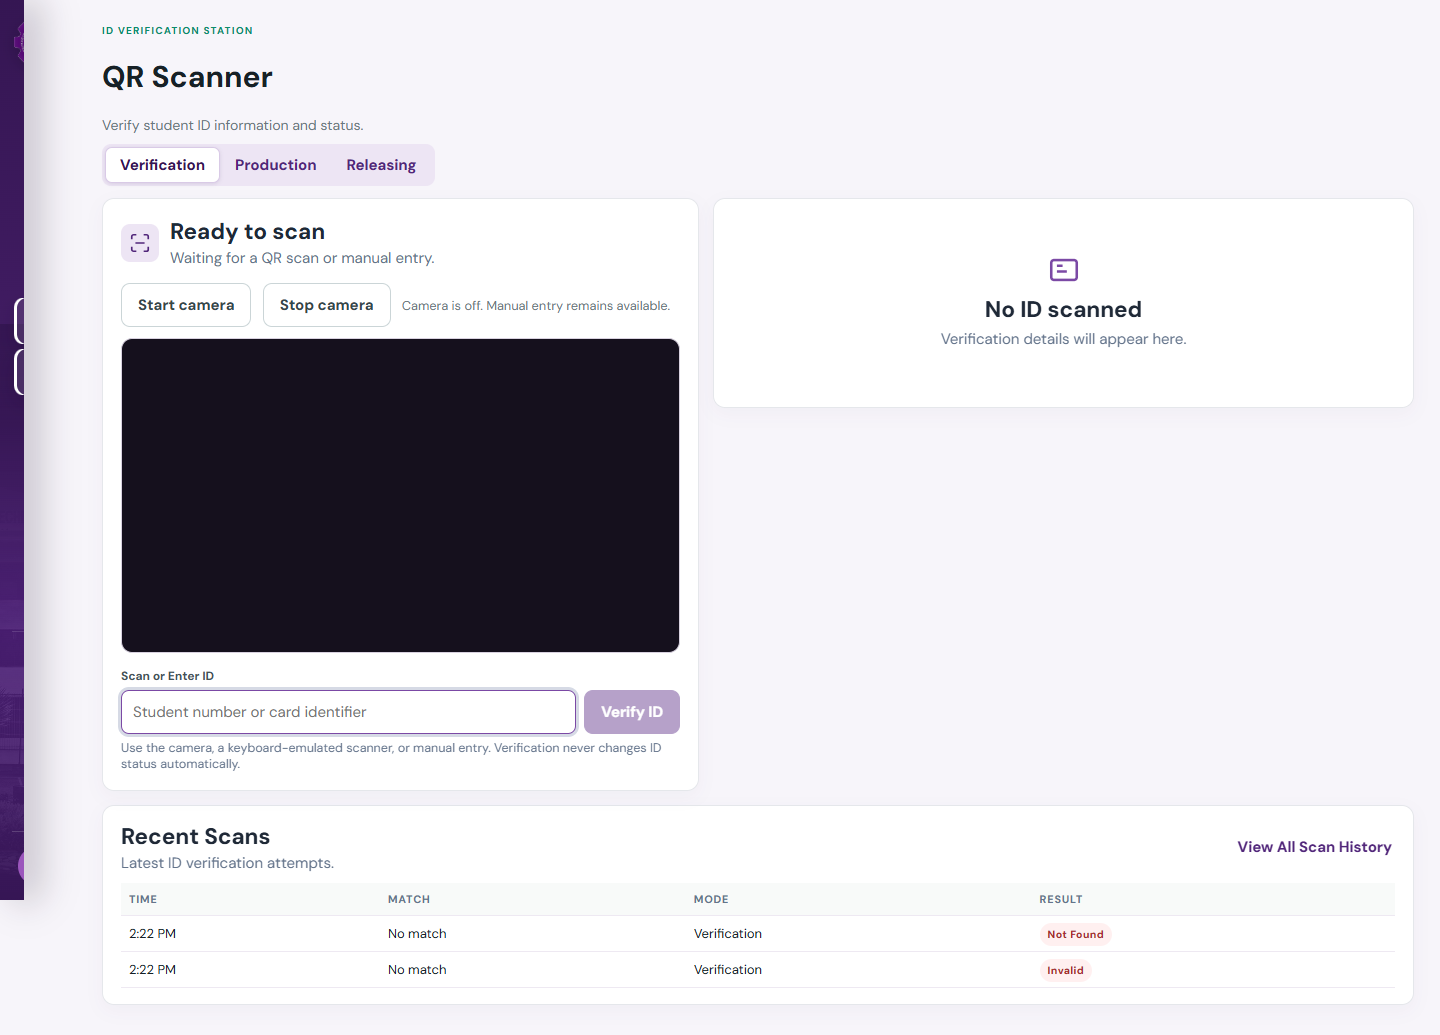 ID VERIFICATION STATION
QR Scanner
Verify student ID information and status.
Verification
Production
Releasing
Ready to scan
Waiting for a QR scan or manual entry.
Start camera
Stop camera
Camera is off. Manual entry remains available.
Scan or Enter ID
Student number or card identifier
Verify ID
Use the camera, a keyboard-emulated scanner, or manual entry. Verification never changes ID
status automatically.
No ID scanned
Verification details will appear here.
Recent Scans
Latest ID verification attempts.
View All Scan History
TIME MATCH MODE RESULT
2:22 PM No match Verification Not Found
2:22 PM No match Verification Invalid